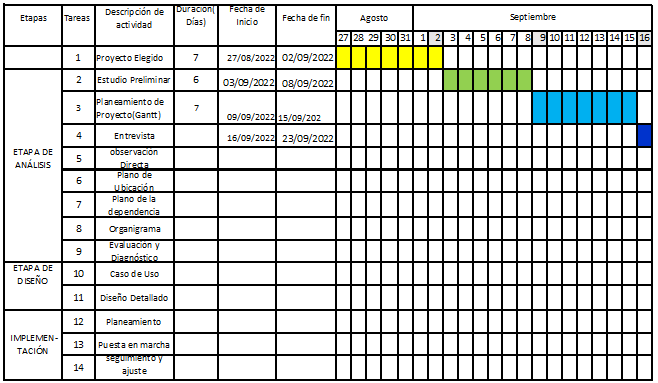 Etapas Tareas Descripción de actividad Duración( Días) Fecha de Inicio Fecha de fin Agosto Septiembre
27 28 29 30 31 1 2 3 4 5 6 7 8 9 10 11 12 13 14 15 16
1 Proyecto Elegido 7 27/08/2022 02/09/2022
ETAPA DE ANÁLISIS
2 Estudio Preliminar 6 03/09/2022 08/09/2022
3 Planeamiento de Proyecto(Gantt) 7 09/09/2022 15/09/202
4 Entrevista 16/09/2022 23/09/2022
5 observación Directa
6 Plano de Ubicación
7 Plano de la dependencia
8 Organigrama
9 Evaluación y Diagnóstico
ETAPA DE DISEÑO
10 Caso de Uso
11 Diseño Detallado
IMPLEMEN-TACIÓN
12 Planeamiento
13 Puesta en marcha
14 seguimiento y ajuste